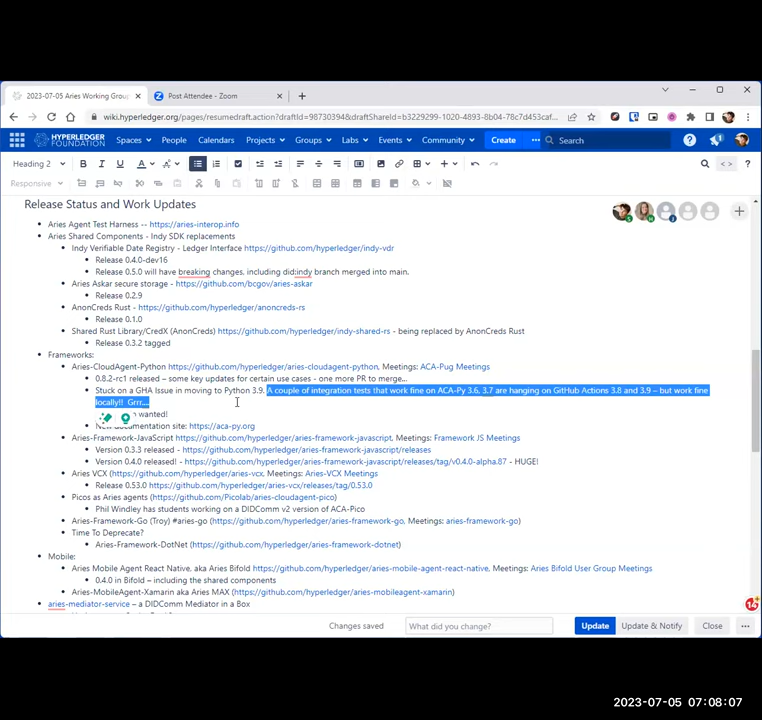 2023-07-05 Aries Working Grou
Post Attendee - Zoom
wiki.hyperledger.org/pages/resumedraft.action?draftId=98730394&draftShareId=b3229299-1020-4893-8b04-78c7d453caf...
HYPERLEDGER FOUNDATION
Spaces People Calendars Projects Groups Labs Events Community Create ... Search
Heading 2 B I U A
Responsive
Release Status and Work Updates
Aries Agent Test Harness -- https://aries-interop.info
Aries Shared Components - Indy SDK replacements
Indy Verifiable Date Registry - Ledger Interface https://github.com/hyperledger/indy-vdr
Release 0.4.0-dev16
Release 0.5.0 will have breaking changes, including did:indy branch merged into main.
Aries Askar secure storage - https://github.com/bcgov/aries-askar
Release 0.2.9
AnonCreds Rust - https://github.com/hyperledger/anoncreds-rs
Release 0.1.0
Shared Rust Library/CredX (AnonCreds) https://github.com/hyperledger/indy-shared-rs - being replaced by AnonCreds Rust
Release 0.3.2 tagged
Frameworks:
Aries-CloudAgent-Python https://github.com/hyperledger/aries-cloudagent-python, Meetings: ACA-Pug Meetings
0.8.2-rc1 released – some key updates for certain use cases - one more PR to merge...
Stuck on a GHA Issue in moving to Python 3.9. A couple of integration tests that work fine on ACA-Py 3.6, 3.7 are hanging on GitHub Actions 3.8 and 3.9 – but work fine
locally!! Grrr....
wanted!
documentation site: https://aca-py.org
Aries-Framework-JavaScript https://github.com/hyperledger/aries-framework-javascript, Meetings: Framework JS Meetings
Version 0.3.3 released - https://github.com/hyperledger/aries-framework-javascript/releases
Version 0.4.0 released! - https://github.com/hyperledger/aries-framework-javascript/releases/tag/v0.4.0-alpha.87 - HUGE!
Aries VCX (https://github.com/hyperledger/aries-vcx, Meetings: Aries-VCX Meetings
Release 0.53.0 https://github.com/hyperledger/aries-vcx/releases/tag/0.53.0
Picos as Aries agents (https://github.com/Picolab/aries-cloudagent-pico)
Phil Windley has students working on a DIDComm v2 version of ACA-Pico
Aries-Framework-Go (Troy) #aries-go (https://github.com/hyperledger/aries-framework-go, Meetings: aries-framework-go)
Time To Deprecate?
Aries-Framework-DotNet (https://github.com/hyperledger/aries-framework-dotnet)
Mobile:
Aries Mobile Agent React Native, aka Aries Bifold https://github.com/hyperledger/aries-mobile-agent-react-native, Meetings: Aries Bifold User Group Meetings
0.4.0 in Bifold – including the shared components
Aries-MobileAgent-Xamarin aka Aries MAX (https://github.com/hyperledger/aries-mobileagent-xamarin)
aries-mediator-service – a DIDComm Mediator in a Box
14
Changes saved What did you change? Update Update & Notify Close ...
2023-07-05 07:08:07